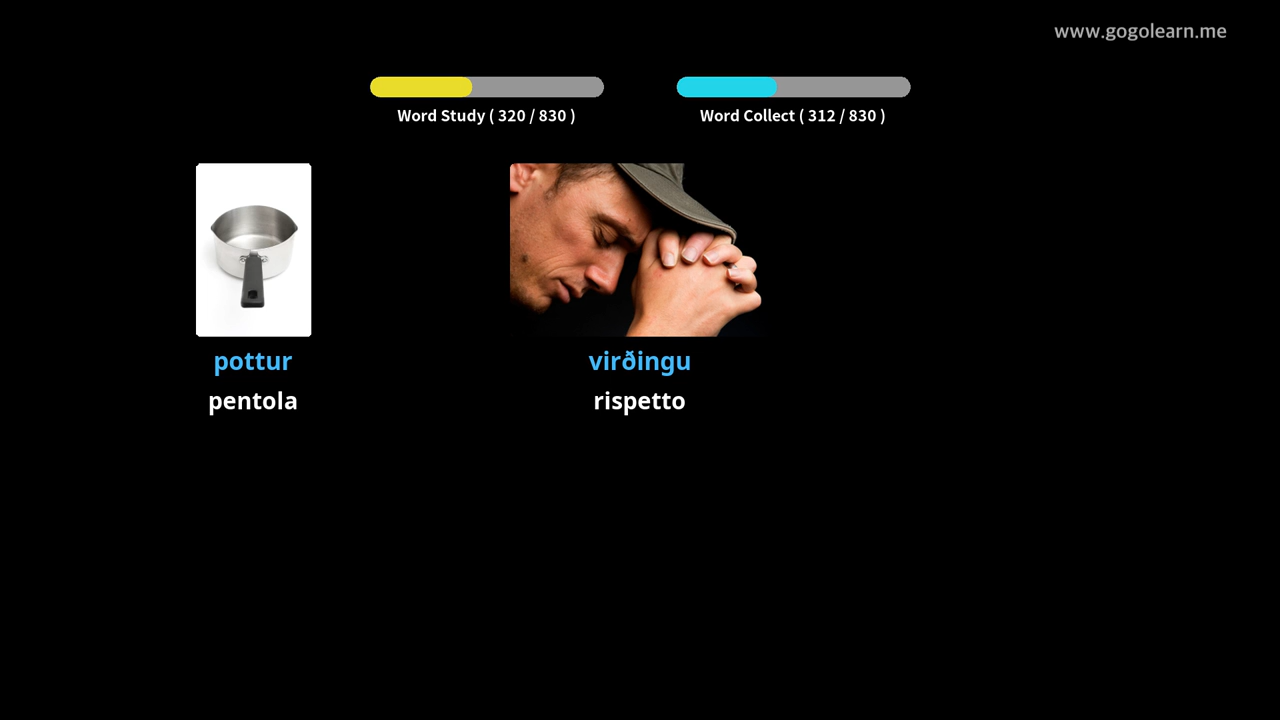 www.gogolearn.me
Word Study ( 320 / 830 )
Word Collect ( 312 / 830 )
pottur
pentola
virðingu
rispetto